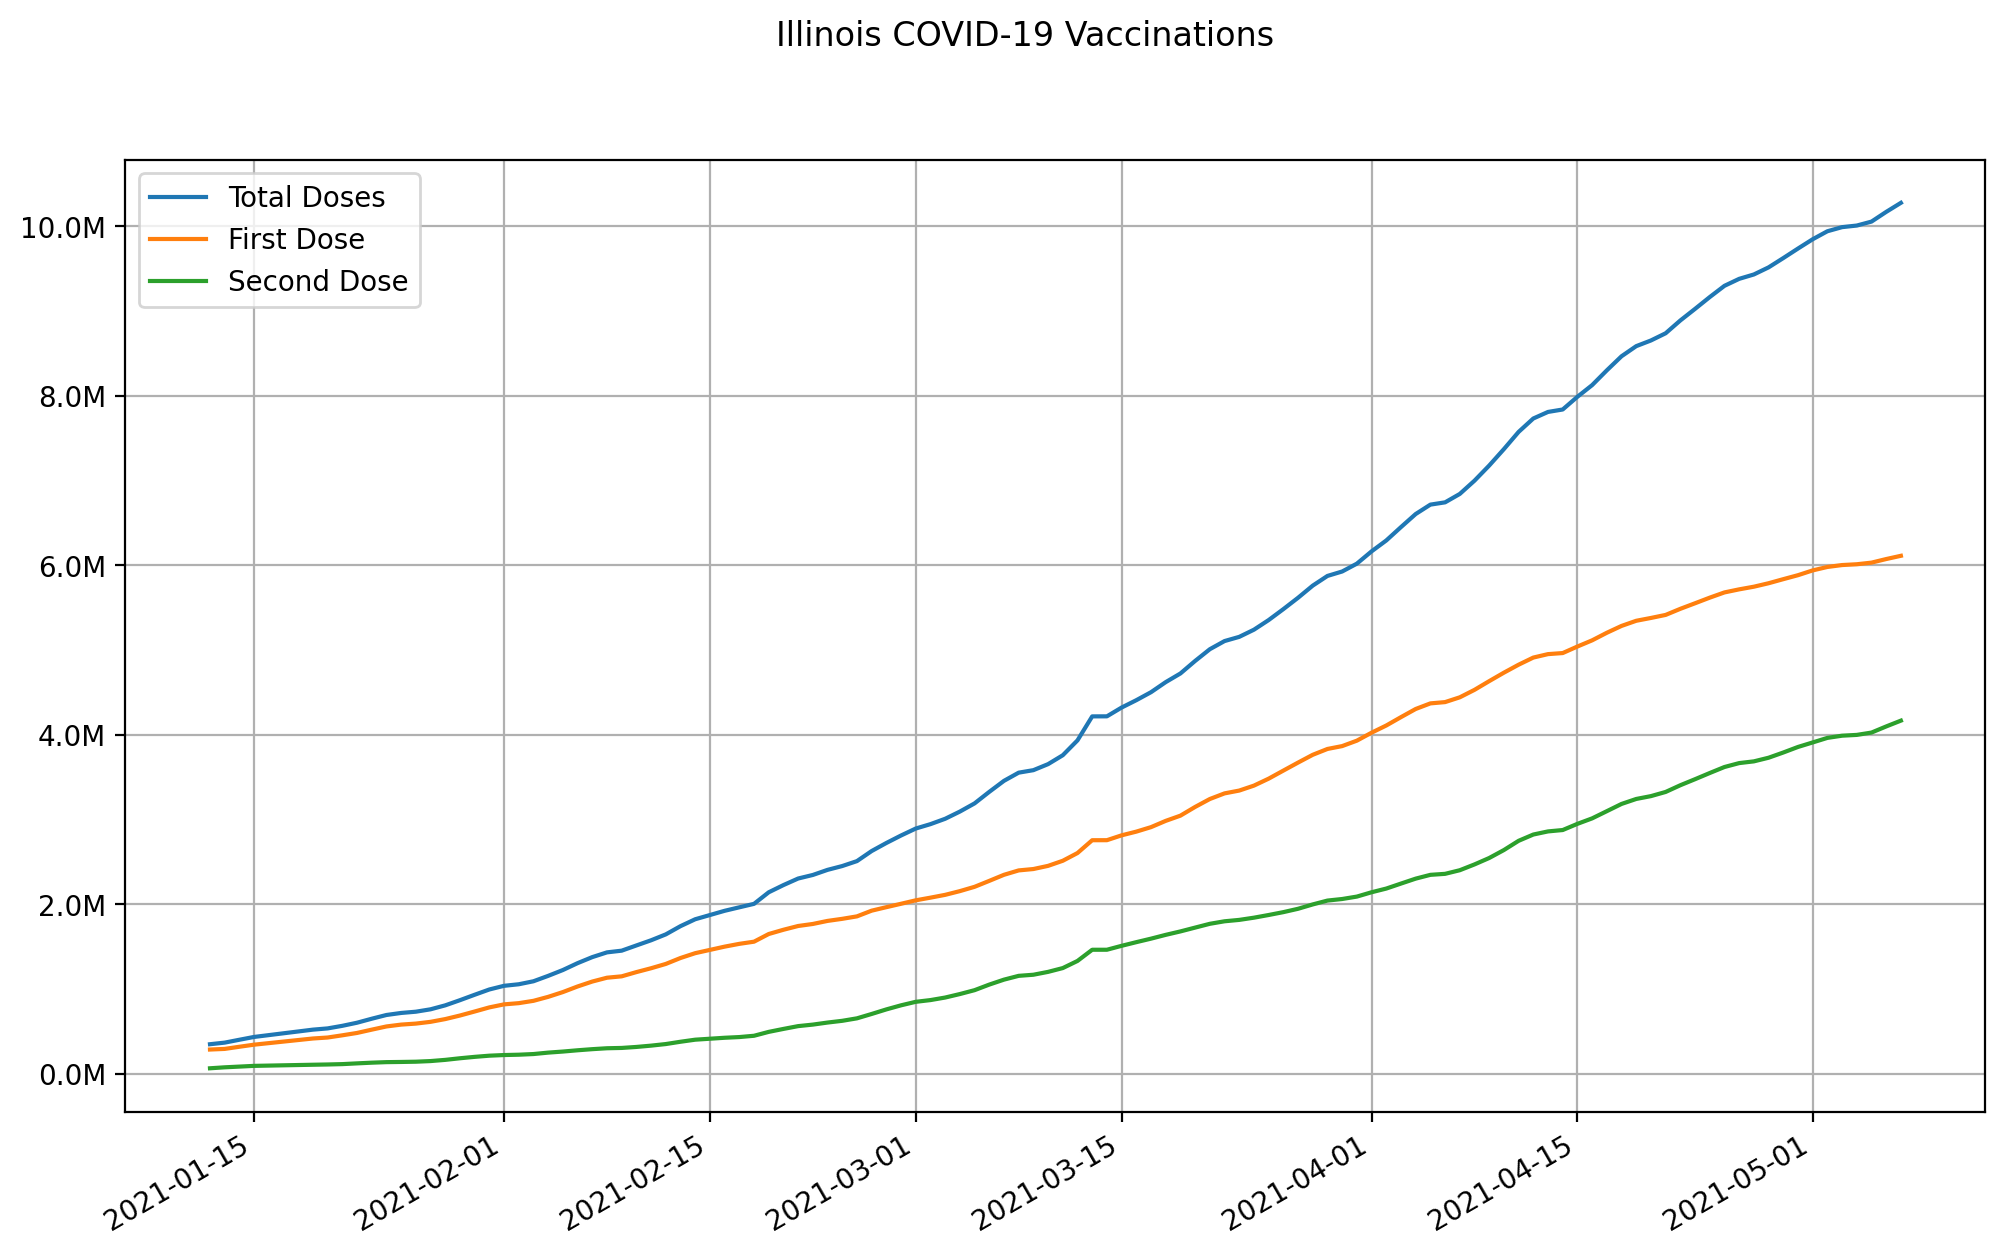 Illinois COVID-19 Vaccinations
Total Doses
First Dose
Second Dose
10.0M
8.0M
6.0M
4.0M
2.0M
0.0M
2021-01-15
2021-02-01
2021-02-15
2021-03-01
2021-03-15
2021-04-01
2021-04-15
2021-05-01